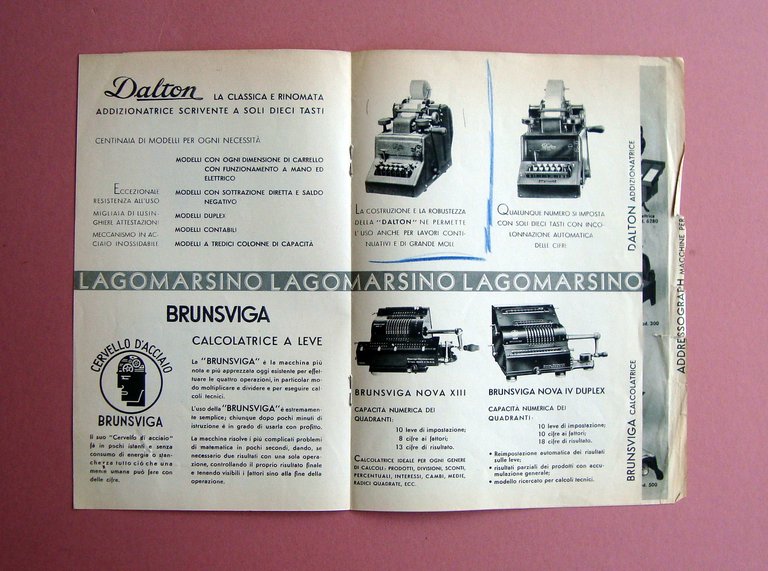 Dalton LA CLASSICA E RINOMATA
ADDIZIONATRICE SCRIVENTE A SOLI DIECI TASTI
CENTINAIA DI MODELLI PER OGNI NECESSITÀ
MODELLI CON OGNI DIMENSIONE DI CARRELLO
CON FUNZIONAMENTO A MANO ED
ELETTRICO
ECCEZIONALE
RESISTENZA ALL'USO
MODELLI CON SOTTRAZIONE DIRETTA E SALDO
NEGATIVO
MIGLIAIA DI LUSIN-
GHIERE ATTESTAZIONI
MODELLI DUPLEX
MODELLI CONTABILI
MECCANISMO IN AC-
CIAIO INOSSIDABILE
MODELLI A TREDICI COLONNE DI CAPACITÀ
LA COSTRUZIONE E LA ROBUSTEZZA
DELLA "DALTON" NE PERMETTE
L'USO ANCHE PER LAVORI CONTI-
NUATIVI E DI GRANDE MOLE
Dalton
QUALUNQUE NUMERO SI IMPOSTA
CON SOLI DIECI TASTI CON INCO-
LONNAZIONE AUTOMATICA
DELLE CIFRE
DALTON ADDIZIONATRICE
LAGOMARSINO LAGOMARSINO LAGOMARSINO
BRUNSVIGA
CALCOLATRICE A LEVE
CERVELLO D'ACCIAIO
BRUNSVIGA
Il suo "Cervello di acciaio"
fa in pochi istanti e senza
consumo di energia o stan-
chezza tutto ciò che una
mente umana può fare con
delle cifre.
La "BRUNSVIGA" è la macchina più
nota e più apprezzata oggi esistente per effet-
tuare le quattro operazioni, in particolar mo-
do moltiplicare e dividere e per eseguire cal-
coli tecnici.
L'uso della "BRUNSVIGA" è estremamen-
te semplice; chiunque dopo pochi minuti di
istruzione è in grado di usarla con profitto.
La macchina risolve i più complicati problemi
di matematica in pochi secondi, dando, se
necessario due risultati con una sola opera-
zione, controllando il proprio risultato finale
e tenendo visibili i fattori sino alla fine della
operazione.
BRUNSVIGA NOVA XIII
CAPACITÀ NUMERICA DEI
QUADRANTI:
10 leve di impostazione;
8 cifre ai fattori;
13 cifre di risultato.
CALCOLATRICE IDEALE PER OGNI GENERE
DI CALCOLI - PRODOTTI, DIVISIONI, SCONTI,
PERCENTUALI, INTERESSI, CAMBI, MEDIE,
RADICI QUADRATE, ECC.
BRUNSVIGA NOVA IV DUPLEX
CAPACITÀ NUMERICA DEI
QUADRANTI:
10 leve di impostazione;
10 cifre ai fattori;
18 cifre di risultato.
• Reimpostazione automatica dei risultati
sulle leve;
• risultati parziali dei prodotti con accu-
mulazione generale;
• modello ricercato per calcoli tecnici.
BRUNSVIGA CALCOLATRICE
ADDRESSOGRAPH MACCHINE PER
6280
300
500